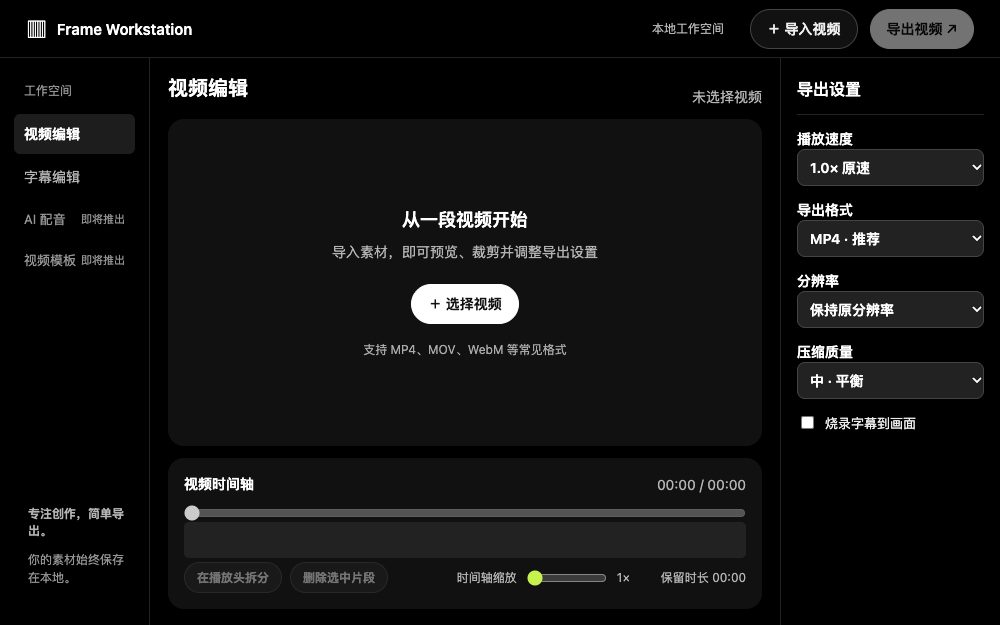 Frame Workstation
本地工作空间
+ 导入视频
导出视频 ↗
工作空间
视频编辑
字幕编辑
AI 配音 即将推出
视频模板 即将推出
专注创作，简单导
出。
你的素材始终保存
在本地。
视频编辑
未选择视频
从一段视频开始
导入素材，即可预览、裁剪并调整导出设置
+ 选择视频
支持 MP4、MOV、WebM 等常见格式
视频时间轴
00:00 / 00:00
在播放头拆分
删除选中片段
时间轴缩放
1×
保留时长 00:00
导出设置
播放速度
1.0× 原速
导出格式
MP4 · 推荐
分辨率
保持原分辨率
压缩质量
中 · 平衡
烧录字幕到画面